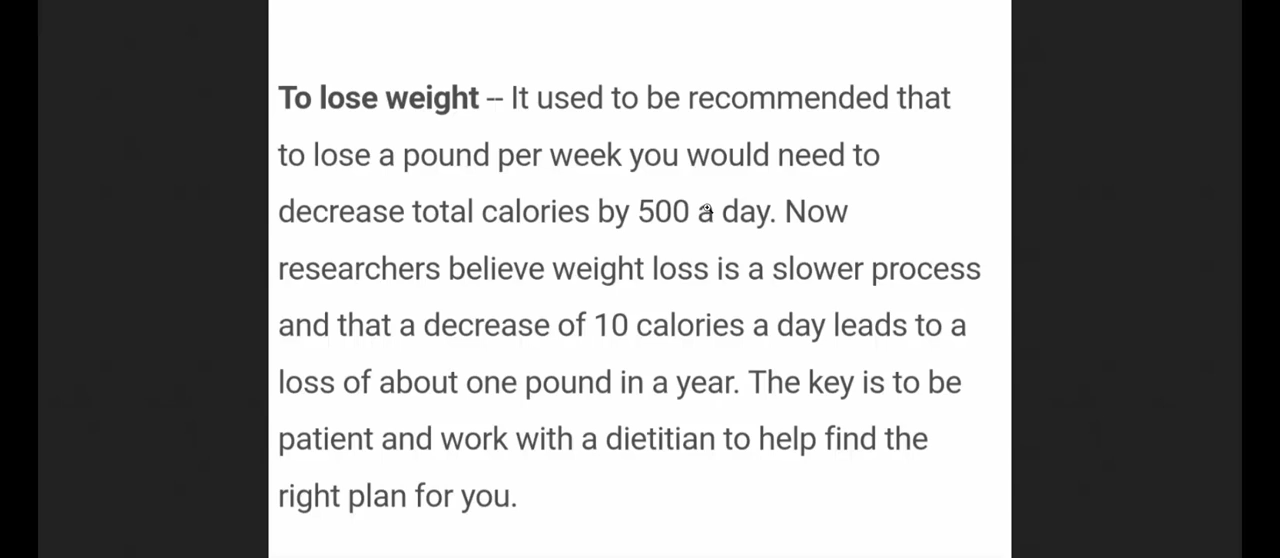 To lose weight -- It used to be recommended that
to lose a pound per week you would need to
decrease total calories by 500 a day. Now
researchers believe weight loss is a slower process
and that a decrease of 10 calories a day leads to a
loss of about one pound in a year. The key is to be
patient and work with a dietitian to help find the
right plan for you.